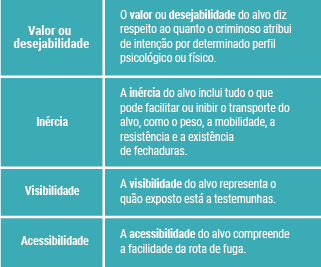 Valor ou
desejabilidade
O valor ou desejabilidade do alvo diz
respeito ao quanto o criminoso atribui
de intenção por determinado perfil
psicológico ou físico.
Inércia
A inércia do alvo inclui tudo o que
pode facilitar ou inibir o transporte do
alvo, como o peso, a mobilidade, a
resistência e a existência
de fechaduras.
Visibilidade
A visibilidade do alvo representa o
quão exposto está a testemunhas.
Acessibilidade
A acessibilidade do alvo compreende
a facilidade da rota de fuga.